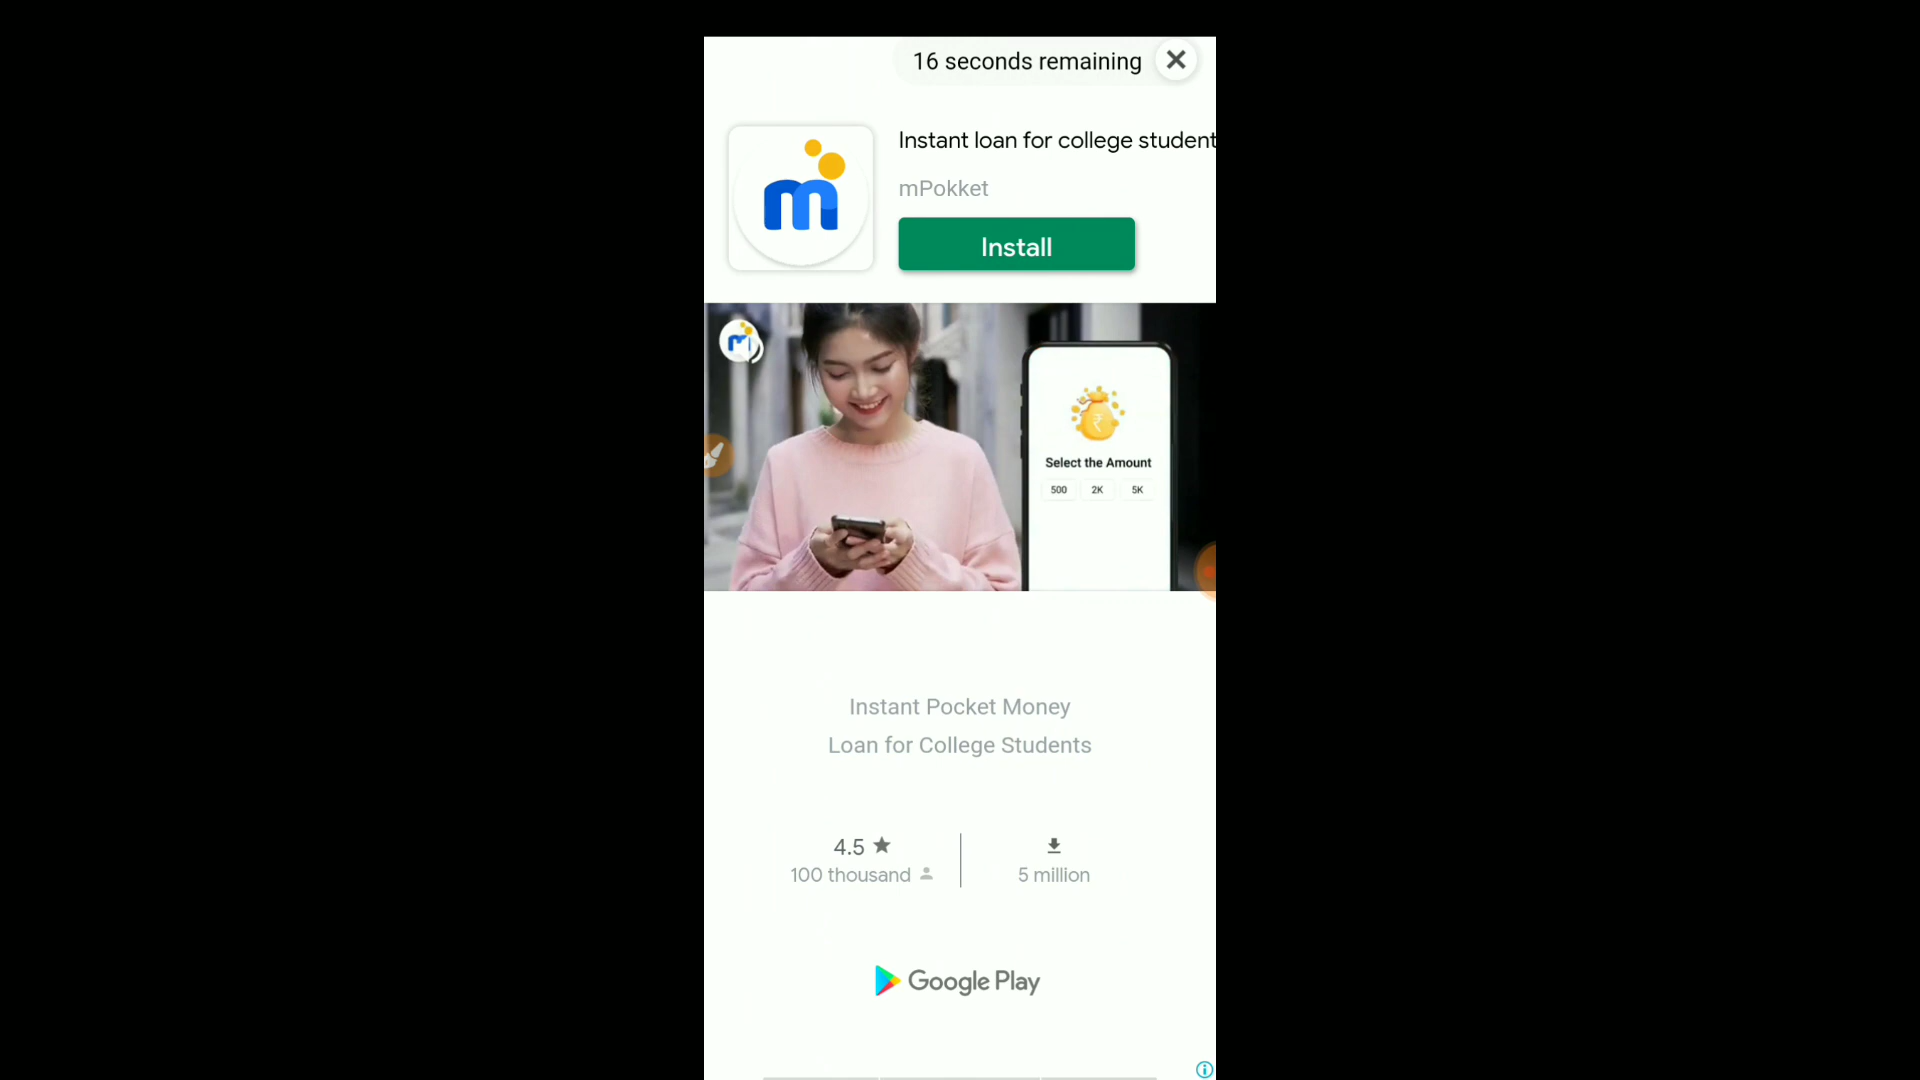 16 seconds remaining
Instant loan for college student
mPokket
Install
m
₹
Select the Amount
500 2K 5K
Instant Pocket Money
Loan for College Students
4.5
100 thousand
5 million
Google Play